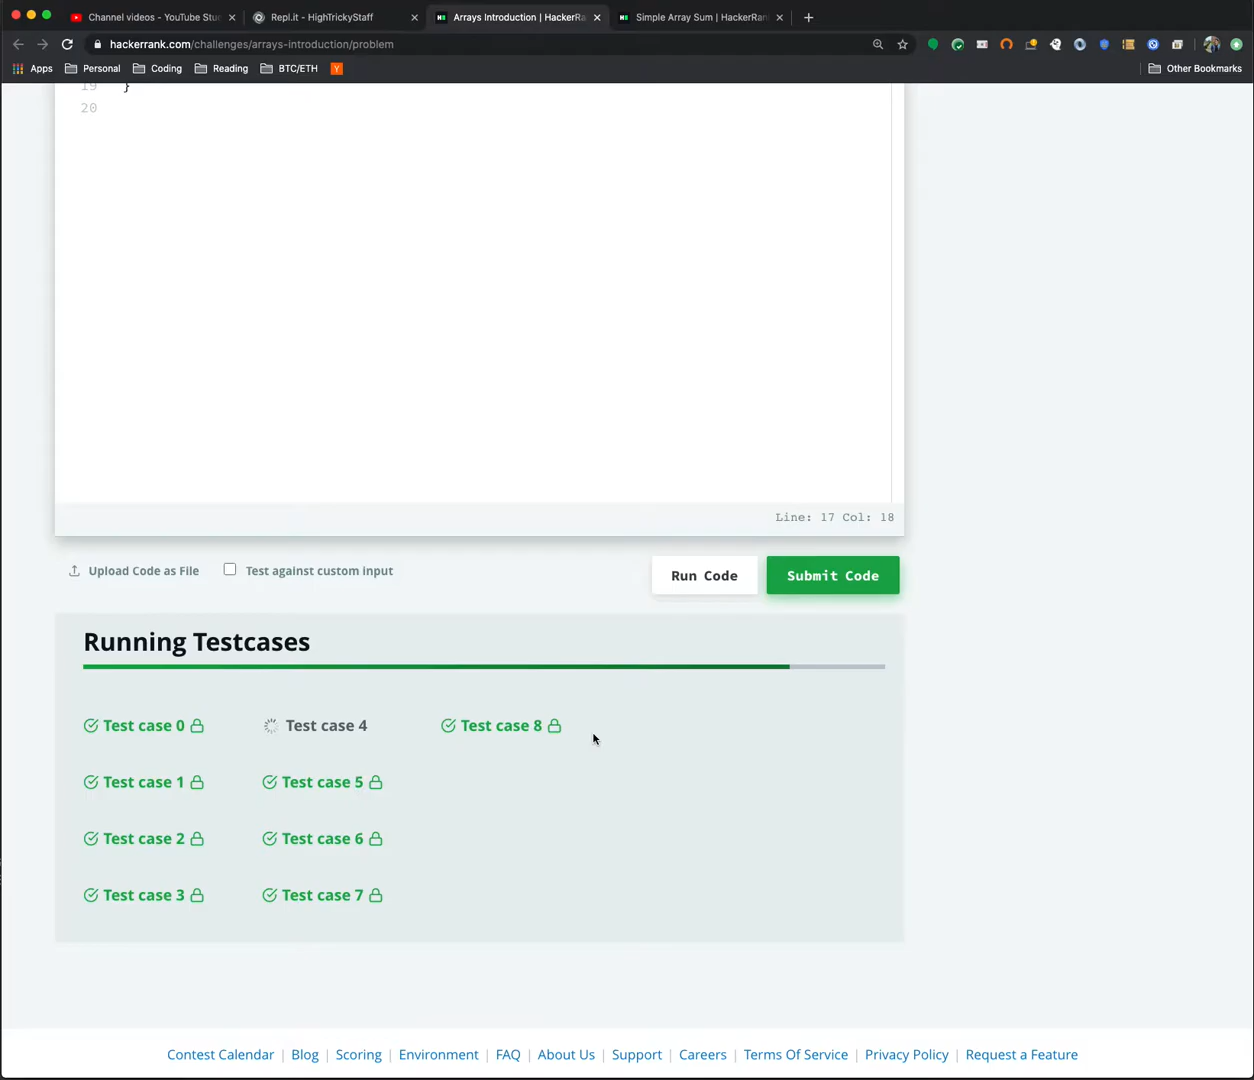 Channel videos - YouTube Stu
Repl.it - HighTrickyStaff
Arrays Introduction | HackerRa
Simple Array Sum | HackerRan
hackerrank.com/challenges/arrays-introduction/problem
Apps
Personal
Coding
Reading
BTC/ETH
Y
Other Bookmarks
19 }
20
Line: 17 Col: 18
Upload Code as File
Test against custom input
Run Code
Submit Code
Running Testcases
Test case 0
Test case 4
Test case 8
Test case 1
Test case 5
Test case 2
Test case 6
Test case 3
Test case 7
Contest Calendar | Blog | Scoring | Environment | FAQ | About Us | Support | Careers | Terms Of Service | Privacy Policy | Request a Feature